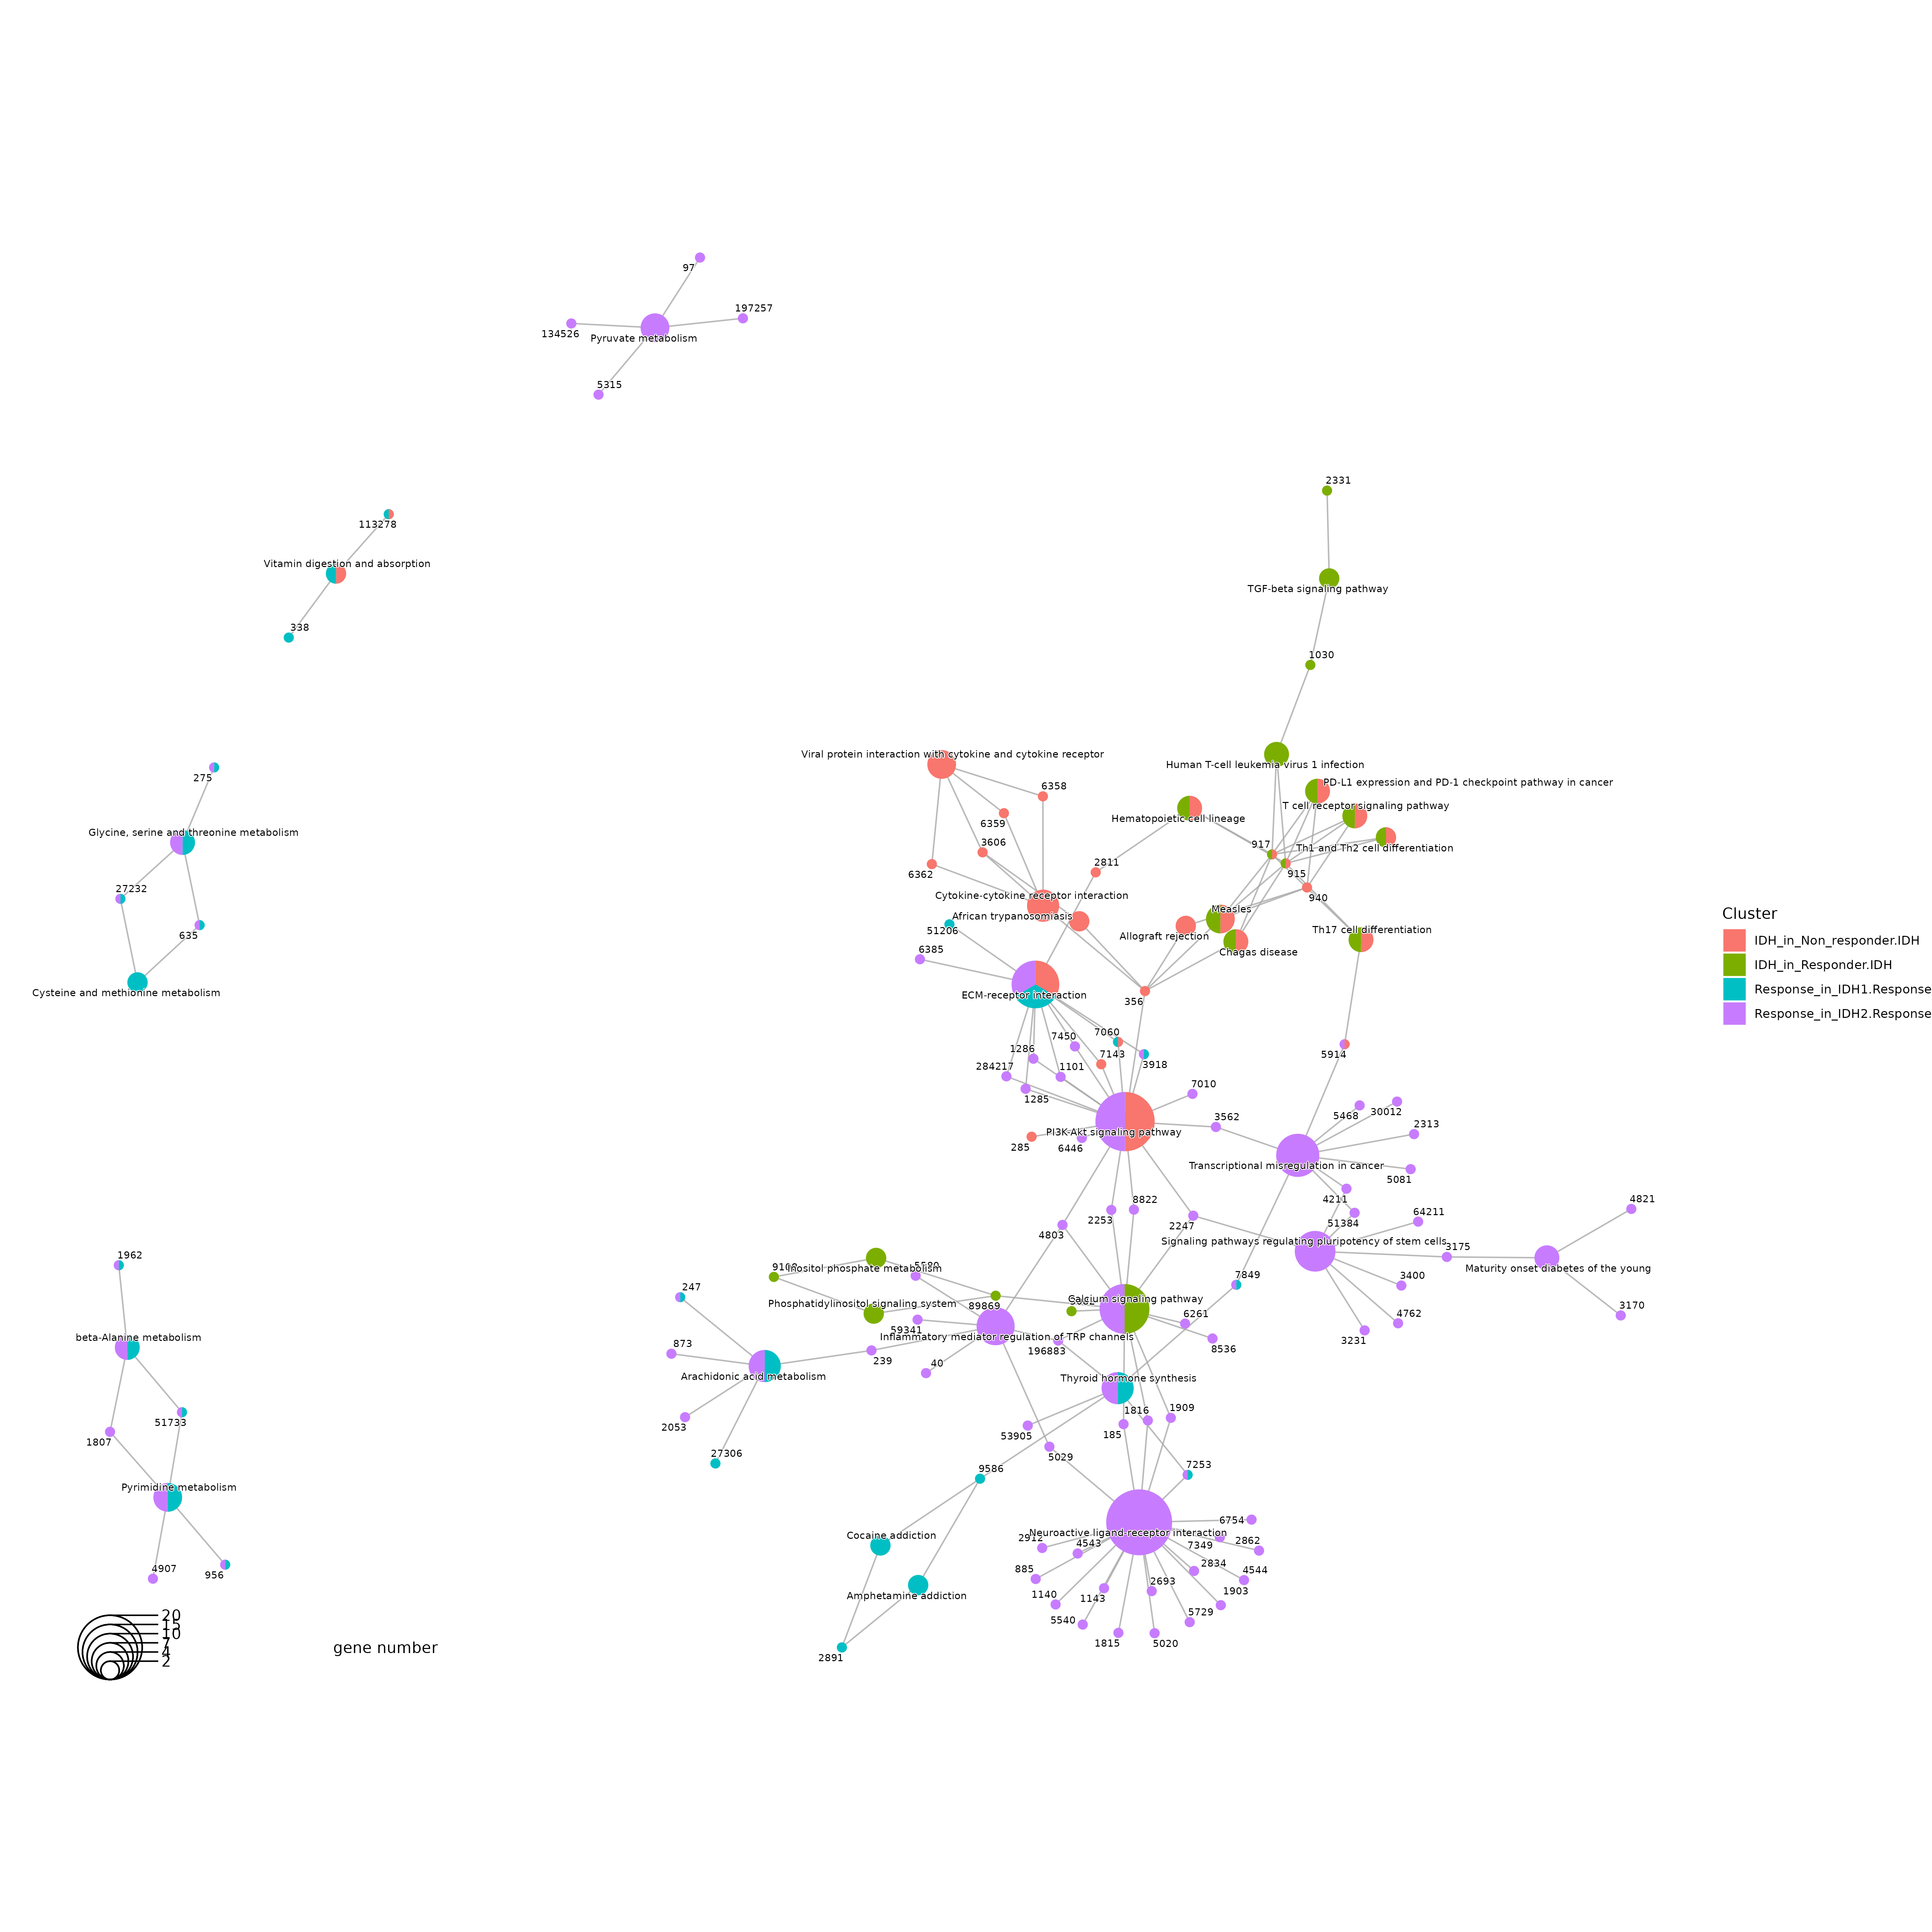 97
197257
134526
Pyruvate metabolism
5315
2331
113278
Vitamin digestion and absorption
TGF-beta signaling pathway
338
1030
Viral protein interaction with cytokine and cytokine receptor
Human T-cell leukemia virus 1 infection
275
PD-L1 expression and PD-1 checkpoint pathway in cancer
6358
T cell receptor signaling pathway
Hematopoietic cell lineage
6359
Glycine, serine and threonine metabolism
3606
917
Th1 and Th2 cell differentiation
2811
6362
915
27232
Cytokine-cytokine receptor interaction
940
Measles
African trypanosomiasis
51206
Th17 cell differentiation
635
Allograft rejection
6385
Chagas disease
Cysteine and methionine metabolism
ECM-receptor interaction
356
Cluster
IDH_in_Non_responder.IDH
IDH_in_Responder.IDH
Response_in_IDH1.Response
Response_in_IDH2.Response
7060
7450
1286
7143
5914
3918
284217
1101
7010
1285
5468
30012
3562
2313
PI3K-Akt signaling pathway
285
6446
Transcriptional misregulation in cancer
5081
4211
4821
8822
64211
2253
51384
2247
4803
Signaling pathways regulating pluripotency of stem cells
3175
1962
Inositol phosphate metabolism
Maturity onset diabetes of the young
7849
3400
247
Calcium signaling pathway
Phosphatidylinositol signaling system
89869
6261
4762
3170
59341
beta-Alanine metabolism
Inflammatory mediator regulation of TRP channels
3231
873
8536
196883
239
40
Arachidonic acid metabolism
Thyroid hormone synthesis
1816
1909
51733
2053
53905
185
1807
27306
5029
7253
9586
Pyrimidine metabolism
6754
Neuroactive ligand-receptor interaction
Cocaine addiction
2912
4543
7349
2862
4907
956
885
2834
4544
2693
Amphetamine addiction
1140
1143
1903
5729
5540
20
15
10
7
4
2
gene number
1815
5020
2891